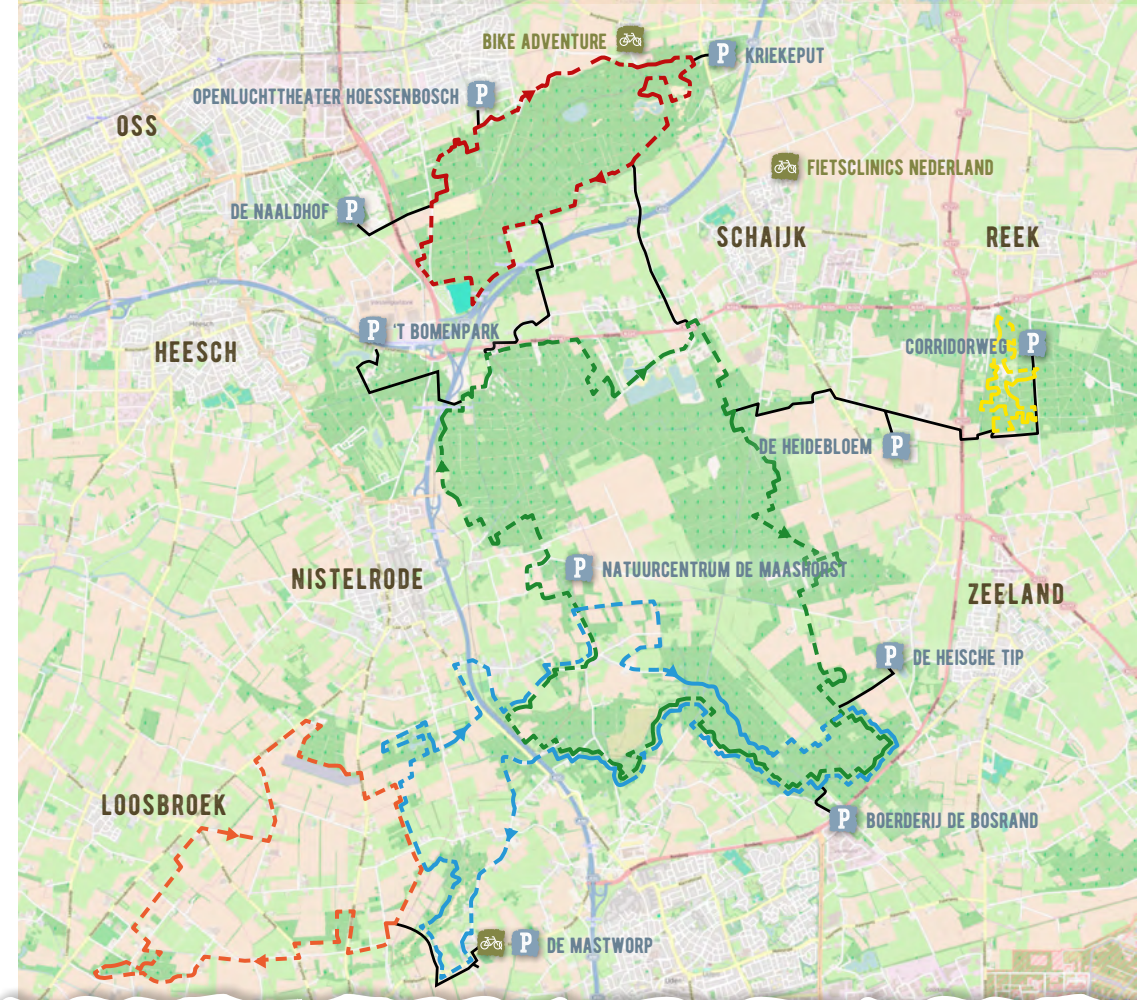 BIKE ADVENTURE
P KRIEKEPUT
OPENLUCHTTHEATER HOESSENBOSCH P
OSS
FIETSCLINICS NEDERLAND
DE NAALDHOF P
SCHAIJK
REEK
P 'T BOMENPARK
HEESCH
CORRIDORWEG P
DE HEIDEBLOEM P
P NATUURCENTRUM DE MAASHORST
NISTELRODE
ZEELAND
P DE HEISCHE TIP
LOOSBROEK
P BOERDERIJ DE BOSRAND
P DE MASTWORP